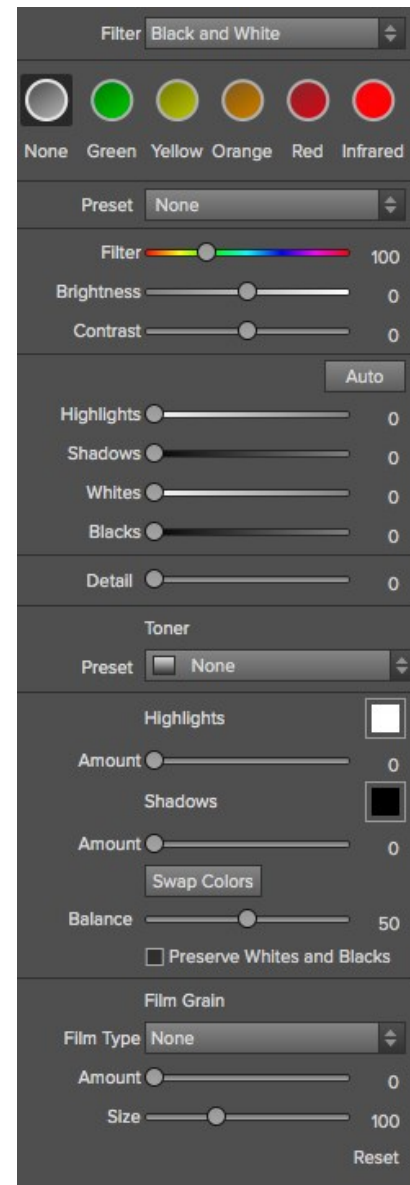 Filter Black and White
None Green Yellow Orange Red Infrared
Preset None
Filter 100
Brightness 0
Contrast 0
Auto
Highlights 0
Shadows 0
Whites 0
Blacks 0
Detail 0
Toner
Preset None
Highlights
Amount 0
Shadows
Amount 0
Swap Colors
Balance 50
Preserve Whites and Blacks
Film Grain
Film Type None
Amount 0
Size 100
Reset